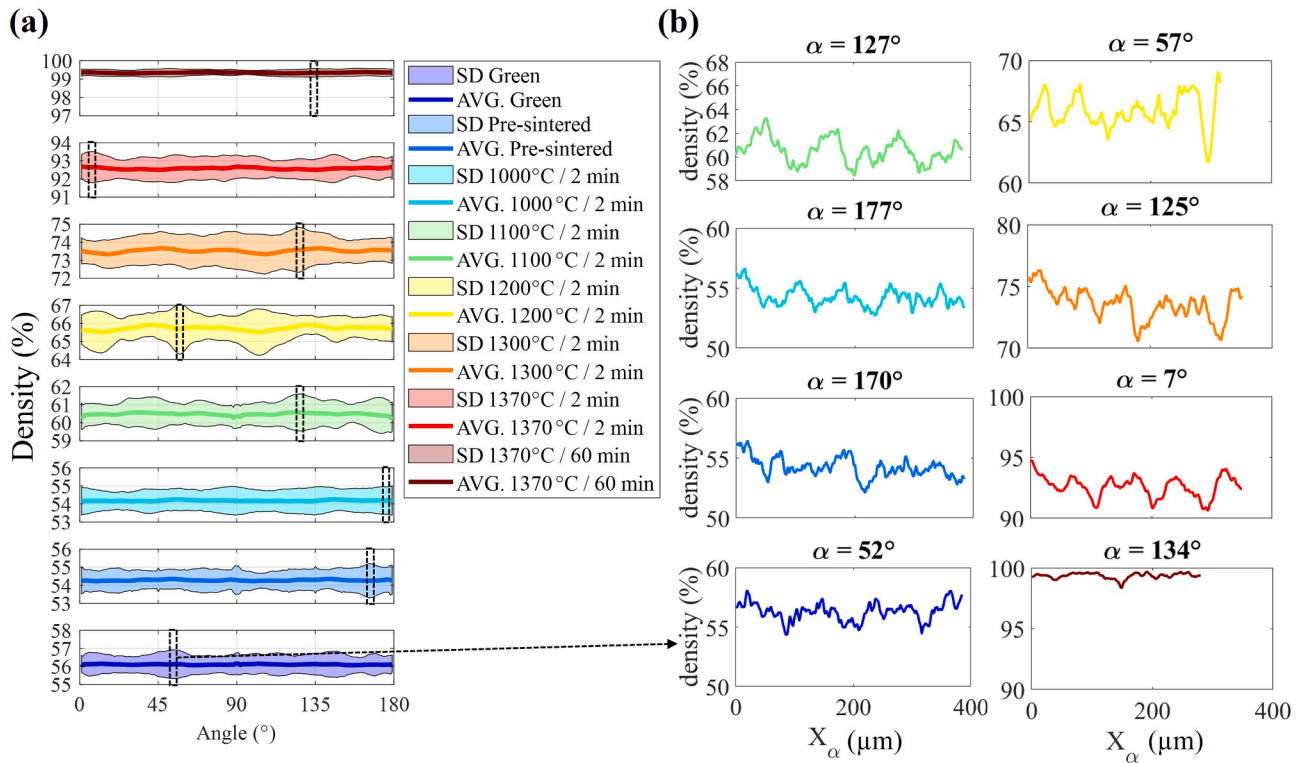 (a)
100
99
98
97
94
93
92
91
75
74
73
72
67
66
65
64
62
61
60
59
56
55
54
53
56
55
54
53
58
57
56
55
0 45 90 135 180
Angle (°)
Density (%)
SD Green
AVG. Green
SD Pre-sintered
AVG. Pre-sintered
SD 1000°C / 2 min
AVG. 1000 °C / 2 min
SD 1100°C / 2 min
AVG. 1100 °C / 2 min
SD 1200°C / 2 min
AVG. 1200 °C / 2 min
SD 1300°C / 2 min
AVG. 1300 °C / 2 min
SD 1370°C / 2 min
AVG. 1370 °C / 2 min
SD 1370°C / 60 min
AVG. 1370 °C / 60 min
(b)
α = 127°
density (%)
68
66
64
62
60
58
α = 57°
70
65
60
α = 177°
density (%)
60
55
50
α = 125°
80
75
70
α = 170°
density (%)
60
55
50
α = 7°
100
95
90
α = 52°
density (%)
60
55
50
0 200 400
X_α (µm)
α = 134°
100
95
90
0 200 400
X_α (µm)